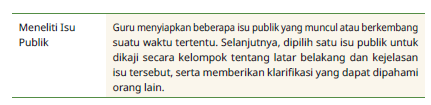 Meneliti Isu
Publik
Guru menyiapkan beberapa isu publik yang muncul atau berkembang
suatu waktu tertentu. Selanjutnya, dipilih satu isu publik untuk
dikaji secara kelompok tentang latar belakang dan kejelasan
isu tersebut, serta memberikan klarifikasi yang dapat dipahami
orang lain.